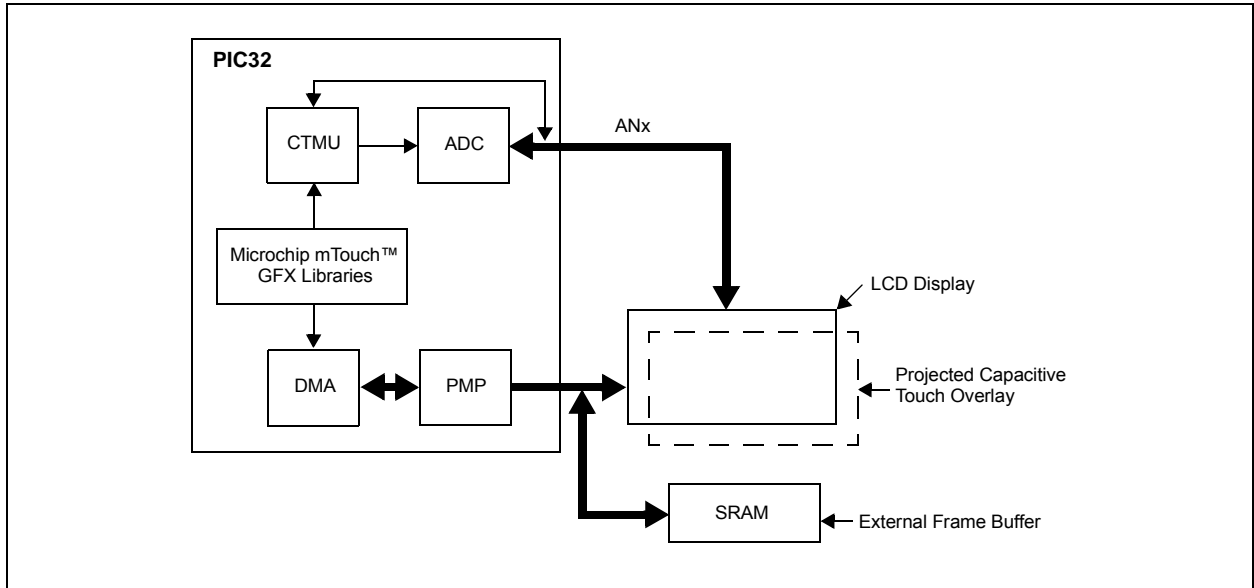 PIC32
CTMU
ADC
ANx
Microchip mTouch™
GFX Libraries
LCD Display
DMA
PMP
Projected Capacitive
Touch Overlay
SRAM
External Frame Buffer